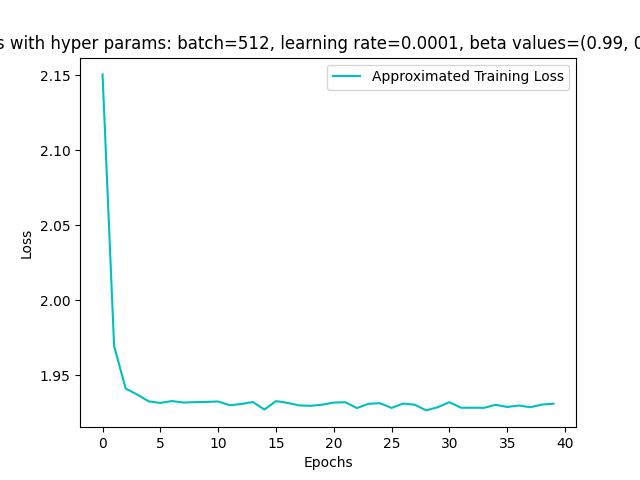 s with hyper params: batch=512, learning rate=0.0001, beta values=(0.99, 0
Approximated Training Loss
2.15
2.10
2.05
2.00
1.95
Loss
0 5 10 15 20 25 30 35 40
Epochs